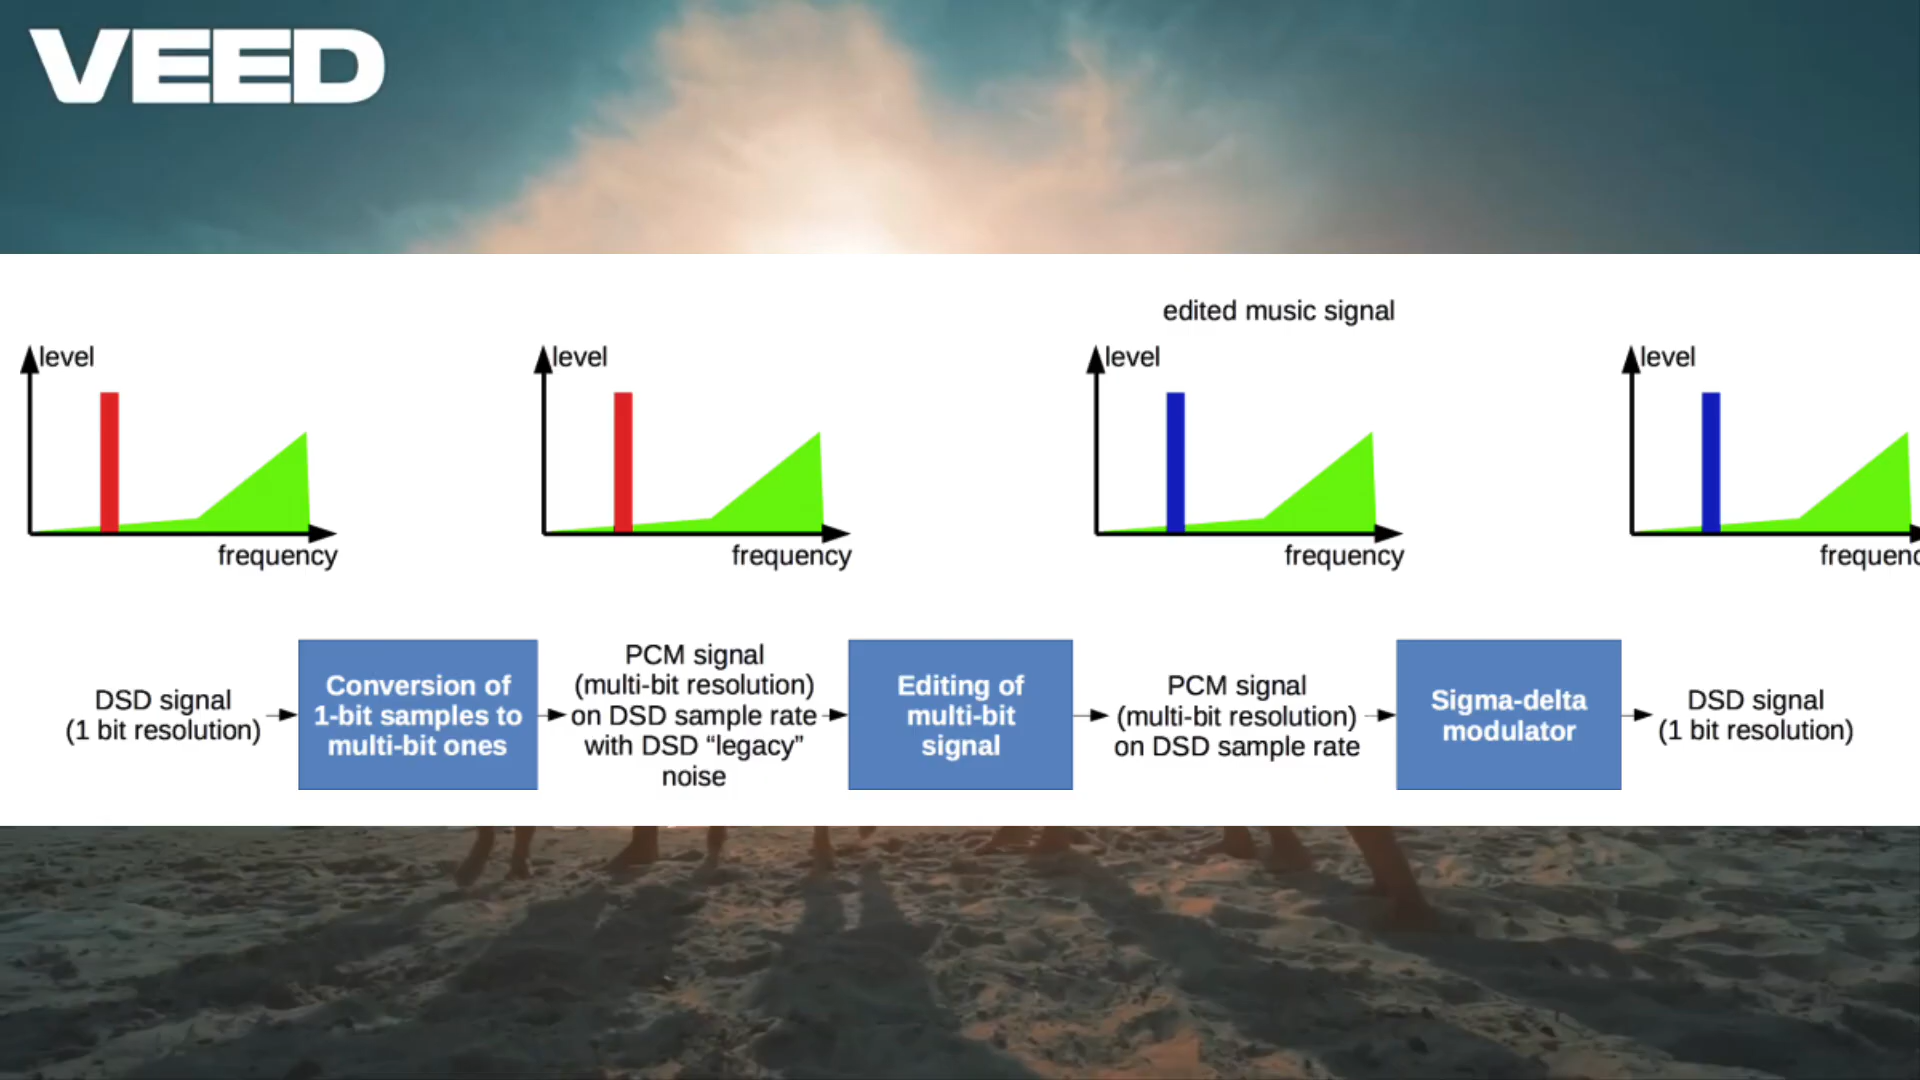 VEED
edited music signal
level
level
level
level
frequency
frequency
frequency
frequenc
DSD signal
(1 bit resolution)
Conversion of
1-bit samples to
multi-bit ones
PCM signal
(multi-bit resolution)
on DSD sample rate
with DSD “legacy”
noise
Editing of
multi-bit
signal
PCM signal
(multi-bit resolution)
on DSD sample rate
Sigma-delta
modulator
DSD signal
(1 bit resolution)